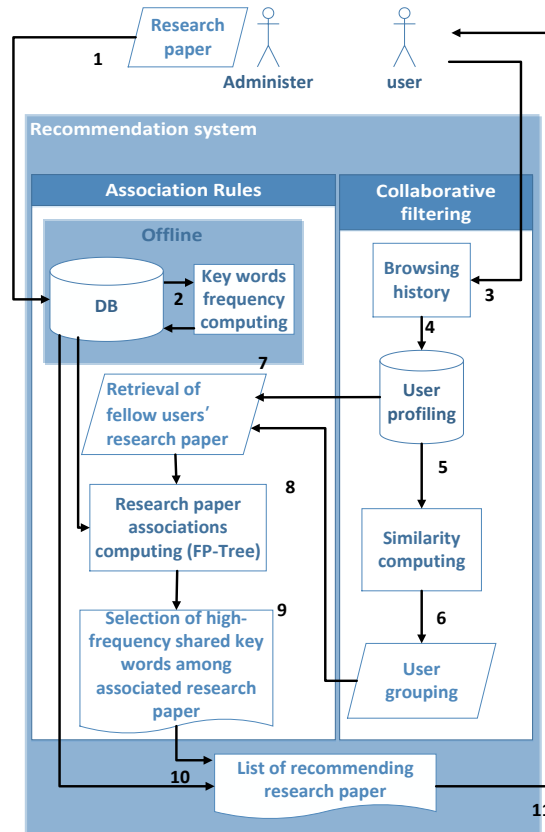 Research
paper
1
Administer
user
Recommendation system
Association Rules
Collaborative
filtering
Offline
DB
2
Key words
frequency
computing
Browsing
history
3
4
7
Retrieval of
fellow users'
research paper
User
profiling
5
8
Research paper
associations
computing (FP-Tree)
Similarity
computing
9
6
Selection of high-
frequency shared key
words among
associated research
paper
User
grouping
10
List of recommending
research paper
11